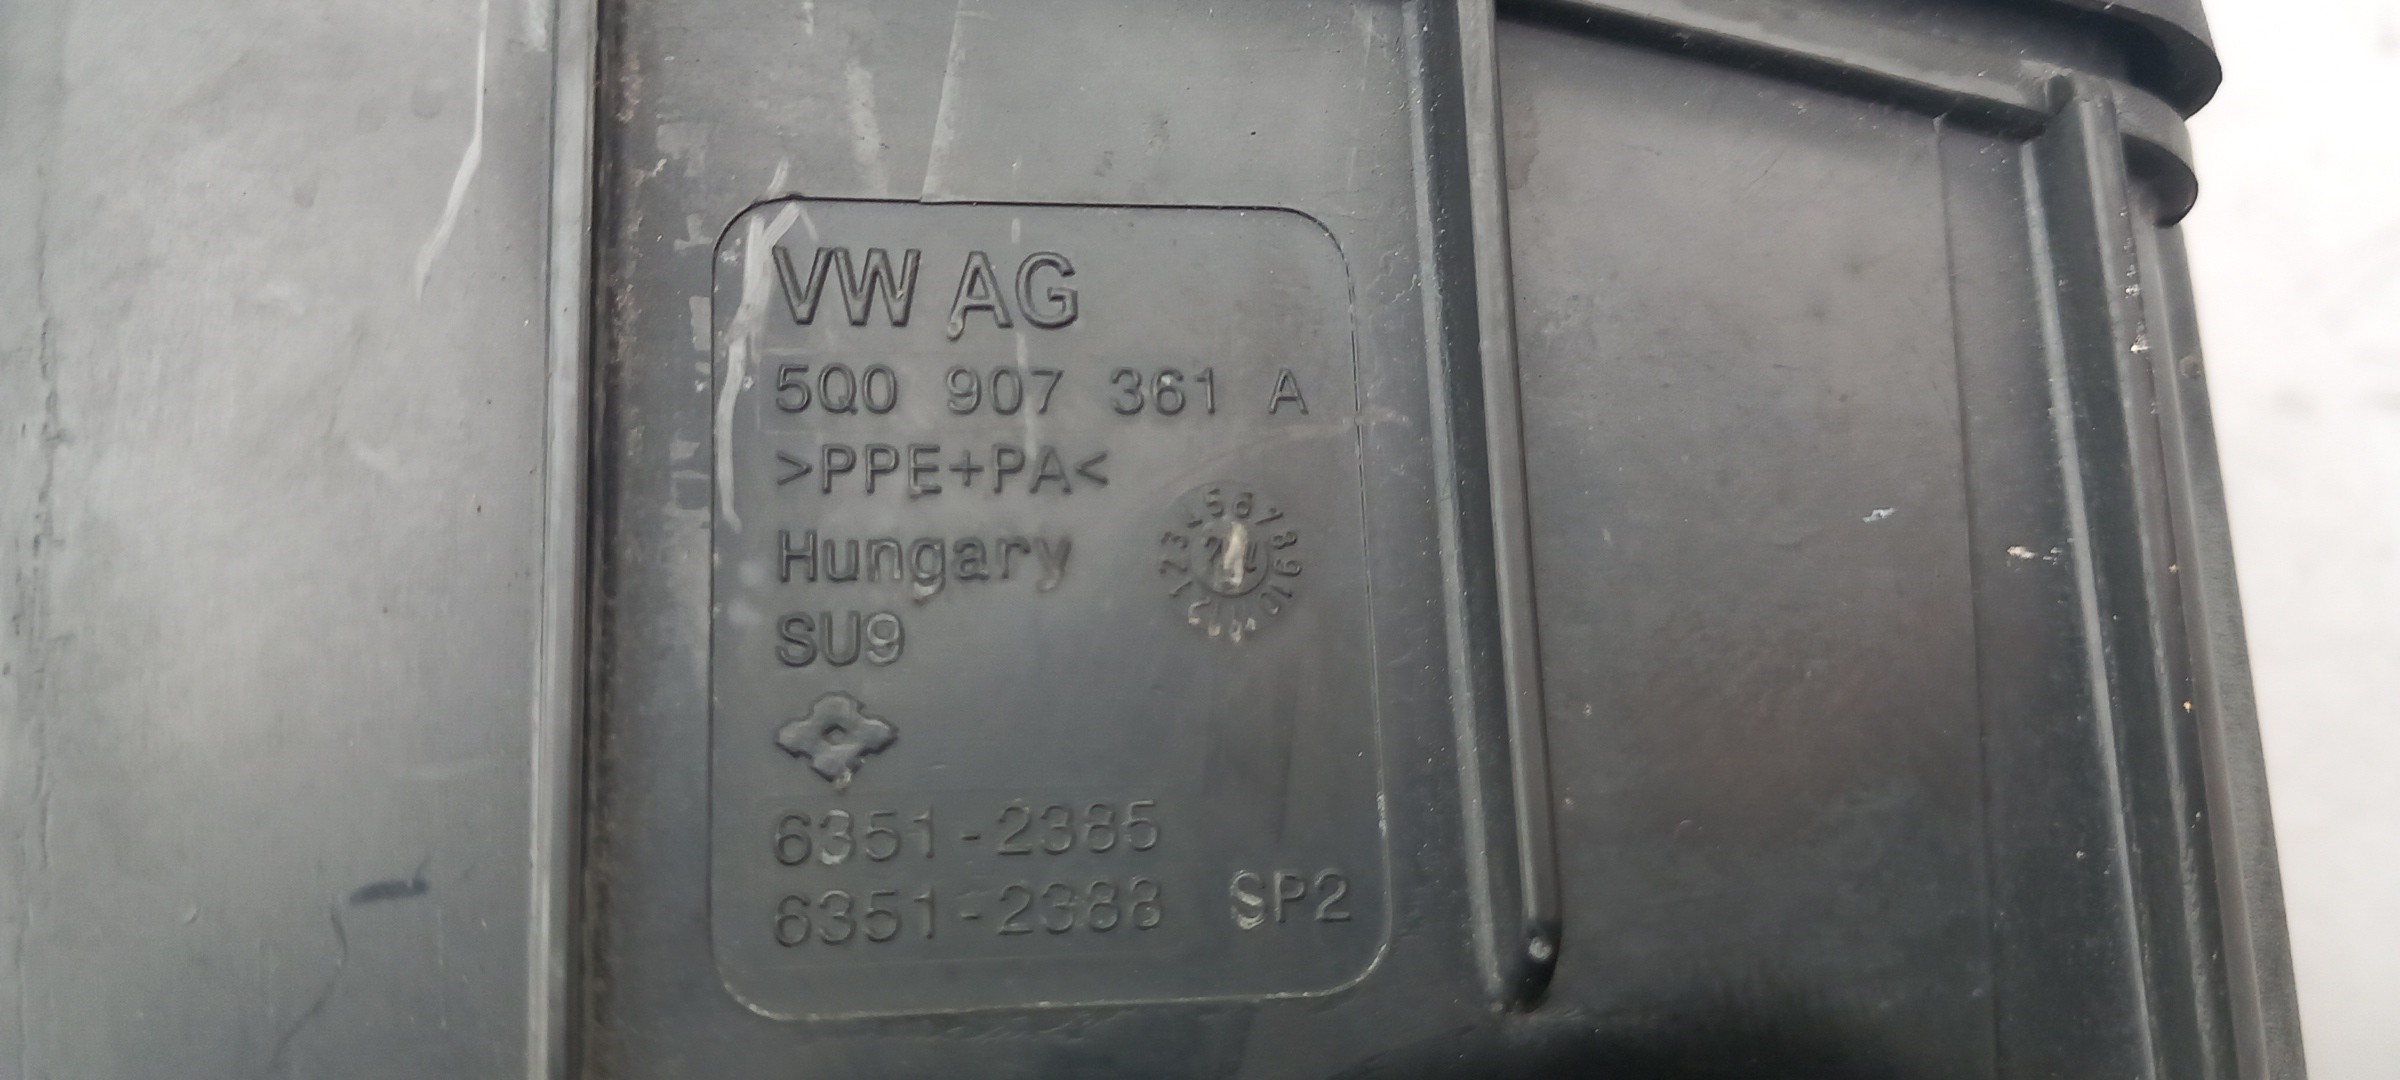 VW AG
5Q0 907 361 A
>PPE+PA<
Hungary
SU9
6351-2385
6351-2388 SP2